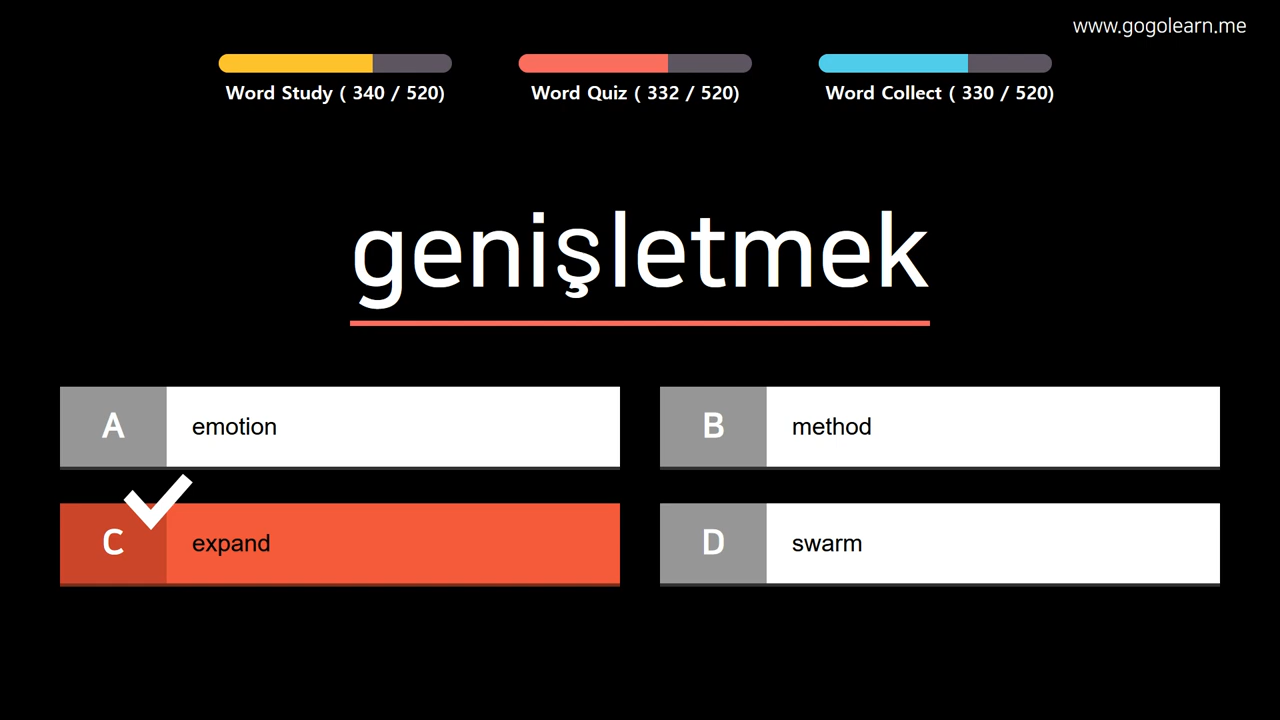 www.gogolearn.me
Word Study ( 340 / 520)
Word Quiz ( 332 / 520)
Word Collect ( 330 / 520)
genişletmek
A emotion
B method
C expand
D swarm